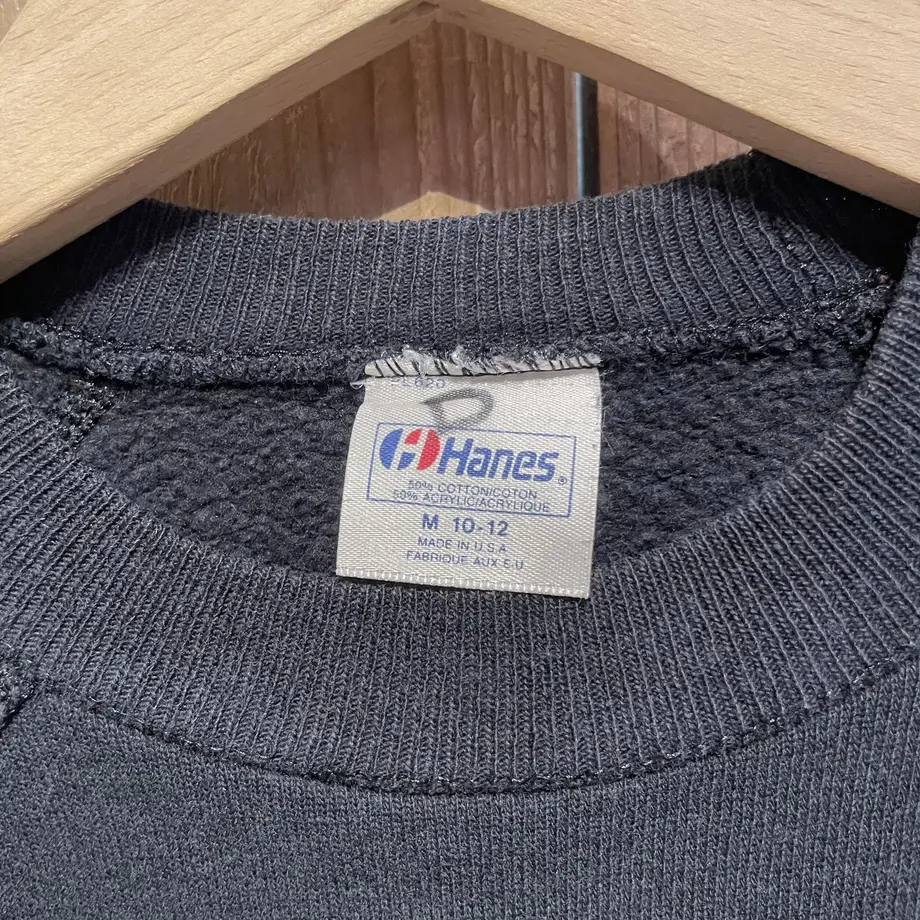 D
Hanes®
50% COTTON/COTON
50% ACRYLIC/ACRYLIQUE
M 10-12
MADE IN U.S.A
FABRIQUE AUX E.U